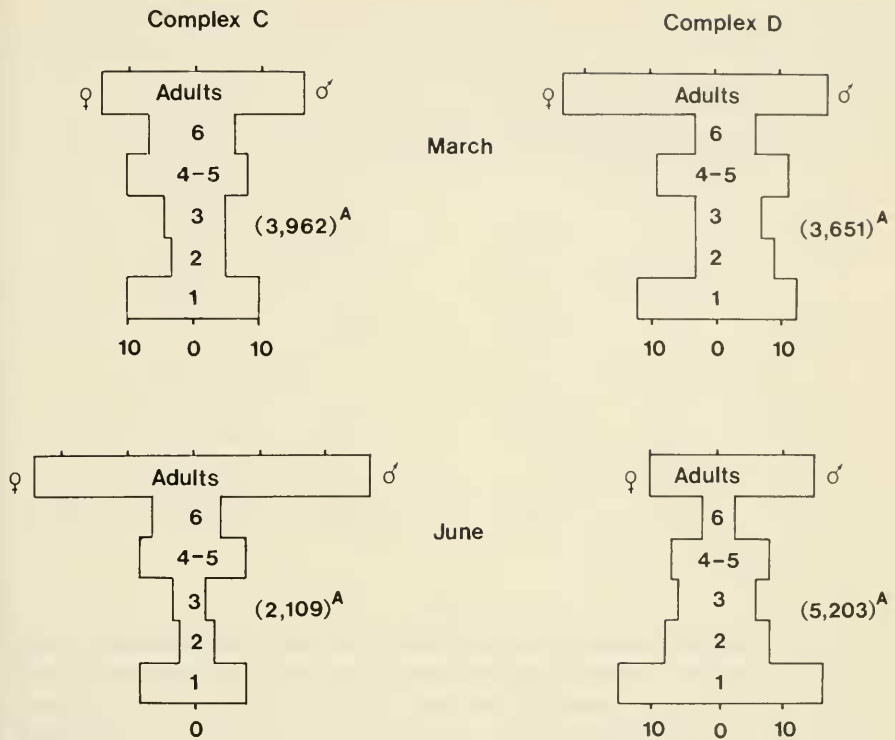 Complex C
Complex D
♀ Adults ♂
6
4-5
3
2
1
10 0 10
(3,962)A
March
♀ Adults ♂
6
4-5
3
2
1
10 0 10
(3,651)A
♀ Adults ♂
6
4-5
3
2
1
0
(2,109)A
June
♀ Adults ♂
6
4-5
3
2
1
10 0 10
(5,203)A